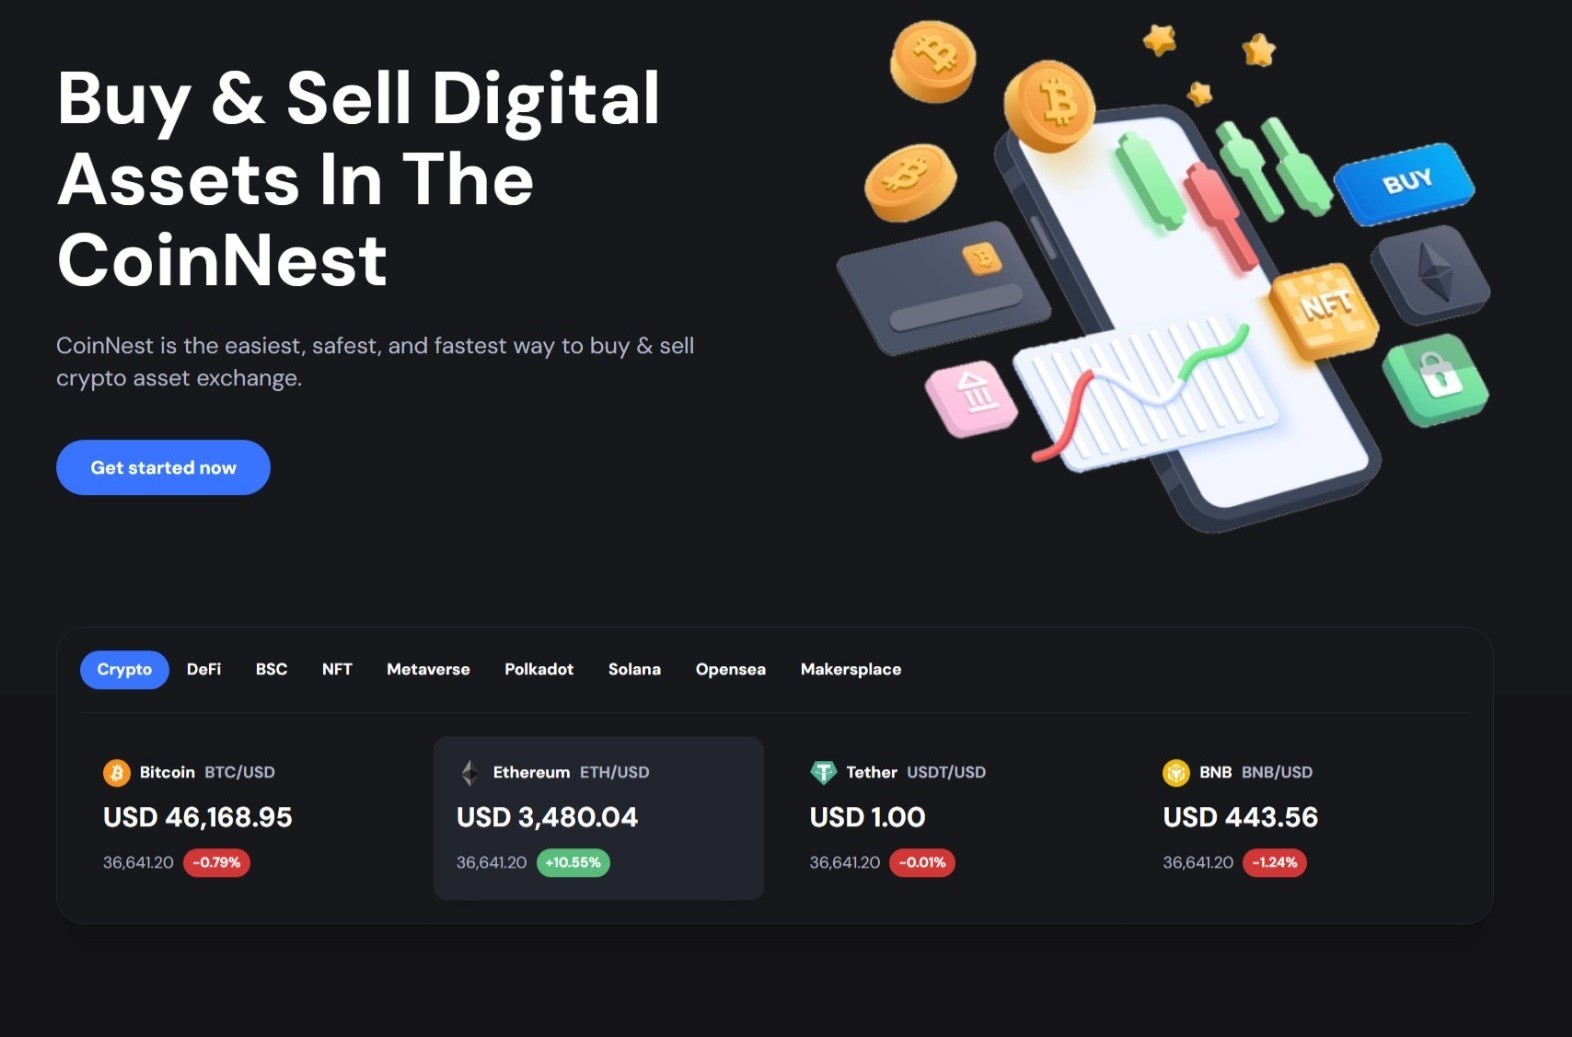 Buy & Sell Digital
Assets In The
CoinNest
CoinNest is the easiest, safest, and fastest way to buy & sell
crypto asset exchange.
Get started now
BUY
NFT
Crypto DeFi BSC NFT Metaverse Polkadot Solana Opensea Makersplace
Bitcoin BTC/USD
USD 46,168.95
36,641.20 -0.79%
Ethereum ETH/USD
USD 3,480.04
36,641.20 +10.55%
Tether USDT/USD
USD 1.00
36,641.20 -0.01%
BNB BNB/USD
USD 443.56
36,641.20 -1.24%